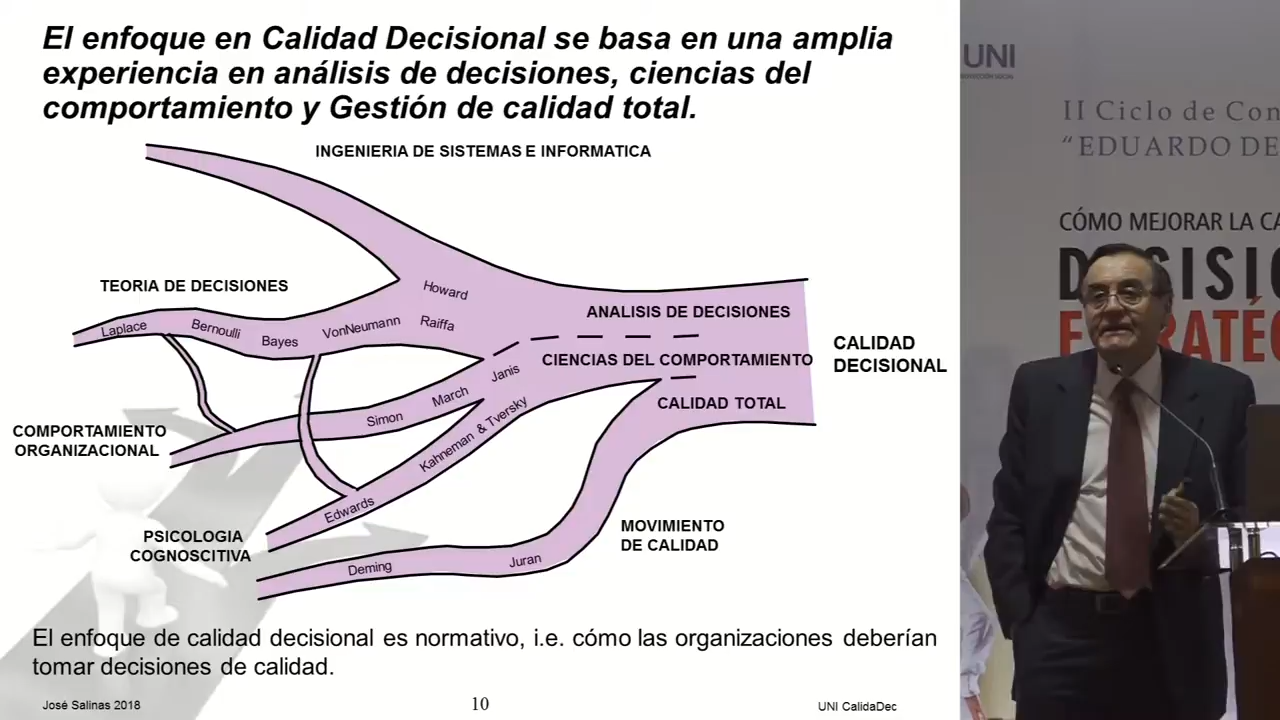 El enfoque en Calidad Decisional se basa en una amplia
experiencia en análisis de decisiones, ciencias del
comportamiento y Gestión de calidad total.
INGENIERIA DE SISTEMAS E INFORMATICA
TEORIA DE DECISIONES
Laplace
Bernoulli
Bayes
VonNeumann
Howard
Raiffa
ANALISIS DE DECISIONES
CIENCIAS DEL COMPORTAMIENTO
CALIDAD TOTAL
CALIDAD
DECISIONAL
COMPORTAMIENTO
ORGANIZACIONAL
Simon
March
Janis
PSICOLOGIA
COGNOSCITIVA
Edwards
Kahneman & Tversky
MOVIMIENTO
DE CALIDAD
Deming
Juran
El enfoque de calidad decisional es normativo, i.e. cómo las organizaciones deberían
tomar decisiones de calidad.
José Salinas 2018
10
UNI CalidaDec
UNI
II Ciclo de Con
“EDUARDO DE
CÓMO MEJORAR LA CA